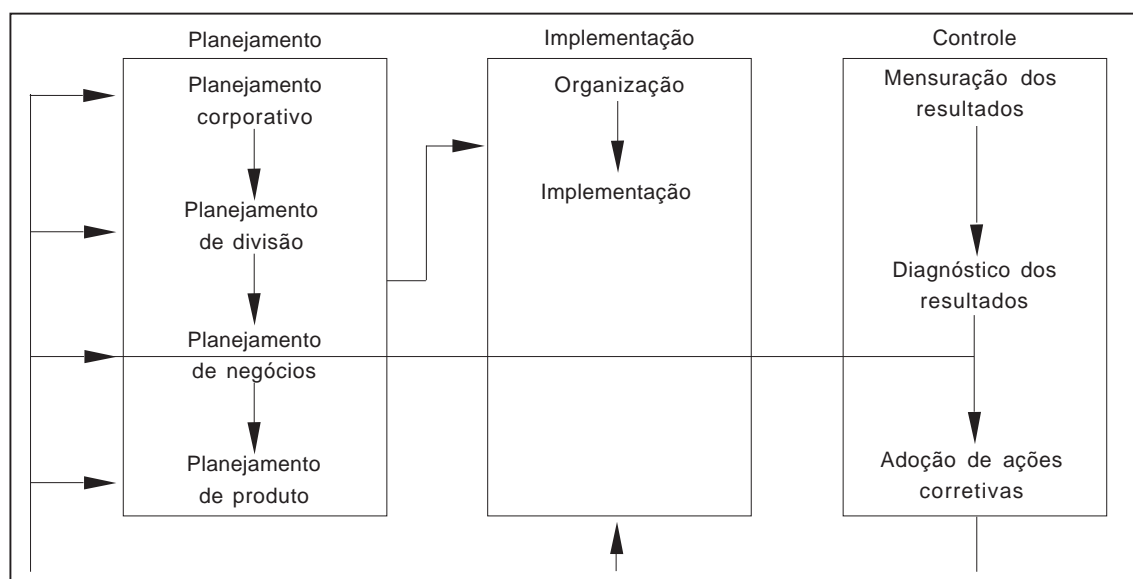 Planejamento
Planejamento
corporativo
Planejamento
de divisão
Planejamento
de negócios
Planejamento
de produto
Implementação
Organização
Implementação
Controle
Mensuração dos
resultados
Diagnóstico dos
resultados
Adoção de ações
corretivas